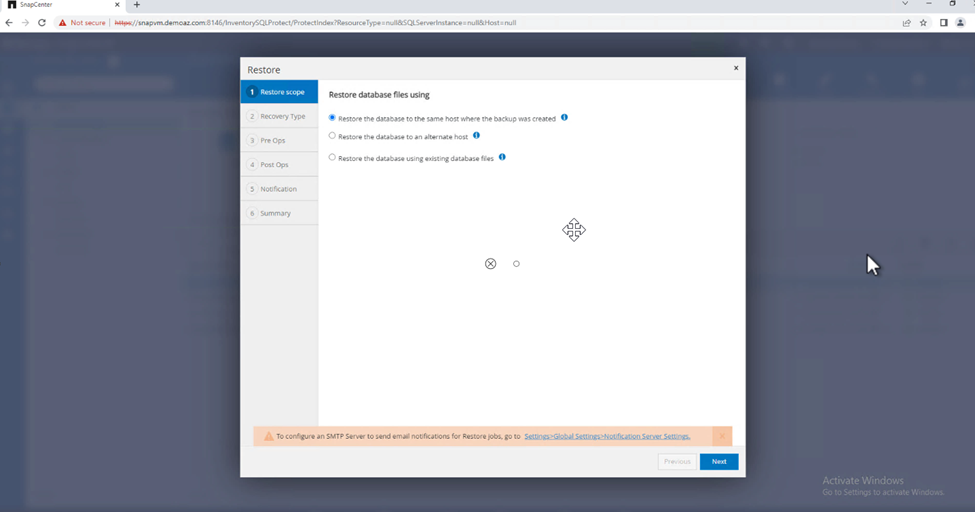 SnapCenter
Not secure | https://snapvm.demoaz.com:8146/InventorySQLProtect/ProtectIndex?ResourceType=null&SQLServerInstance=null&Host=null
Restore
1 Restore scope
2 Recovery Type
3 Pre Ops
4 Post Ops
5 Notification
6 Summary
Restore database files using
Restore the database to the same host where the backup was created
Restore the database to an alternate host
Restore the database using existing database files
To configure an SMTP Server to send email notifications for Restore jobs, go to Settings>Global Settings>Notification Server Settings.
Previous
Next
Activate Windows
Go to Settings to activate Windows.